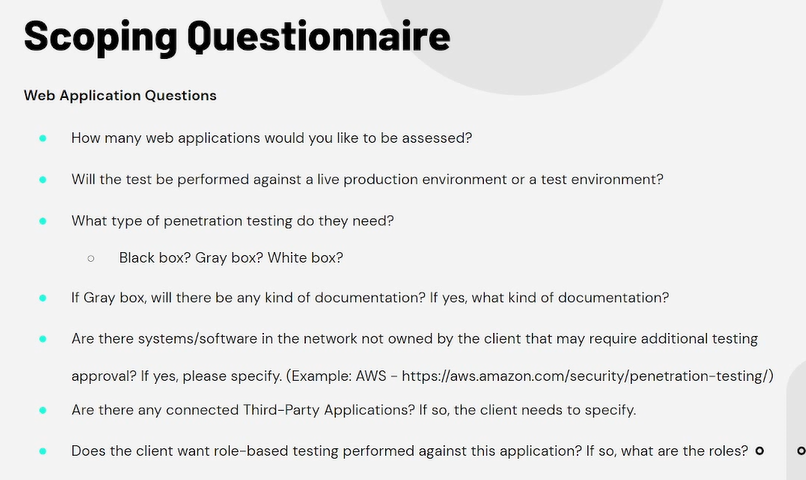 Scoping Questionnaire
Web Application Questions
How many web applications would you like to be assessed?
Will the test be performed against a live production environment or a test environment?
What type of penetration testing do they need?
Black box? Gray box? White box?
If Gray box, will there be any kind of documentation? If yes, what kind of documentation?
Are there systems/software in the network not owned by the client that may require additional testing
approval? If yes, please specify. (Example: AWS - https://aws.amazon.com/security/penetration-testing/)
Are there any connected Third-Party Applications? If so, the client needs to specify.
Does the client want role-based testing performed against this application? If so, what are the roles?